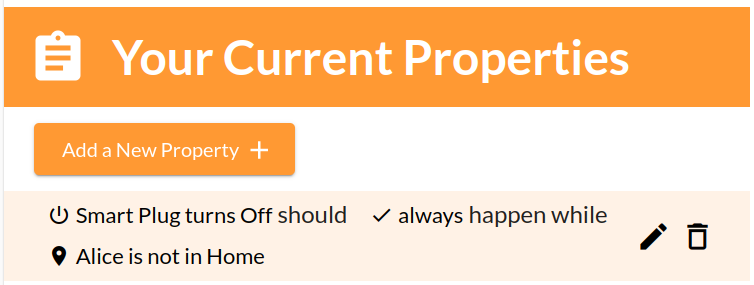 Your Current Properties
Add a New Property +
Smart Plug turns Off should always happen while
Alice is not in Home